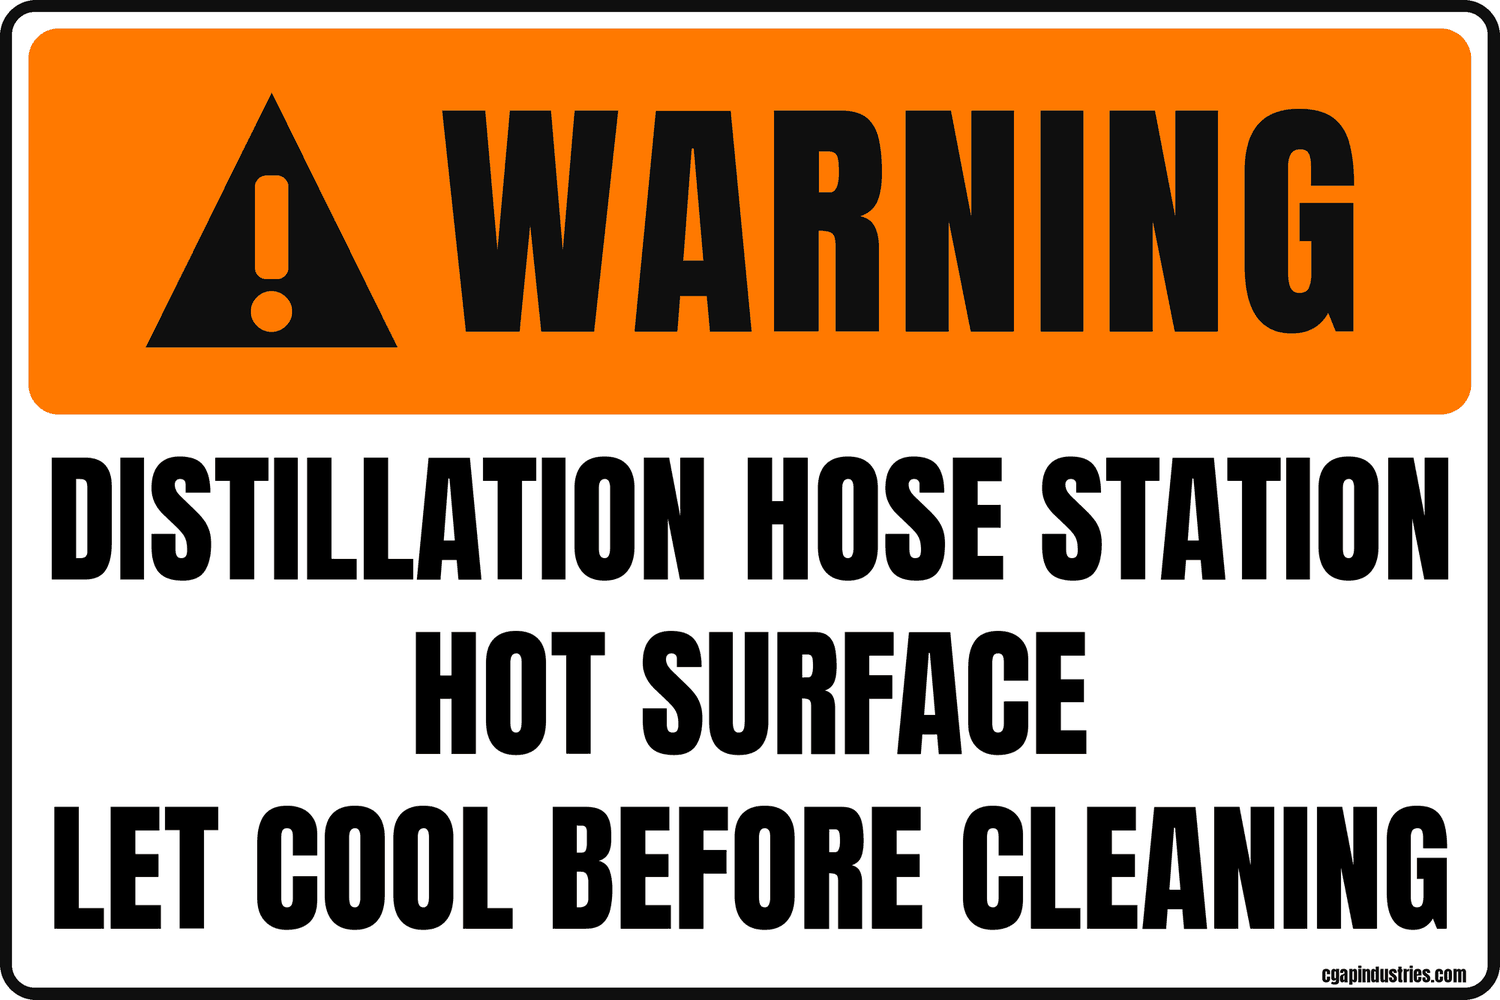 WARNING
DISTILLATION HOSE STATION
HOT SURFACE
LET COOL BEFORE CLEANING
cgapindustries.com